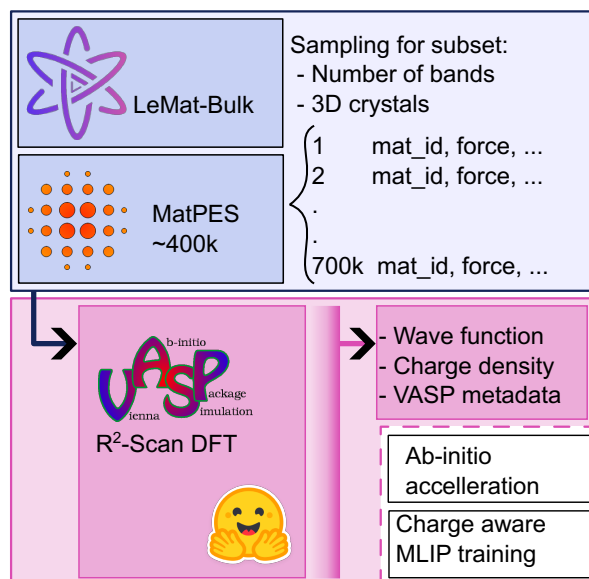 LeMat-Bulk
MatPES
~400k
Sampling for subset:
- Number of bands
- 3D crystals
1 mat_id, force, ...
2 mat_id, force, ...
.
.
700k mat_id, force, ...
VASP
b-initio
ackage
imulation
ienna
R²-Scan DFT
- Wave function
- Charge density
- VASP metadata
Ab-initio
accelleration
Charge aware
MLIP training